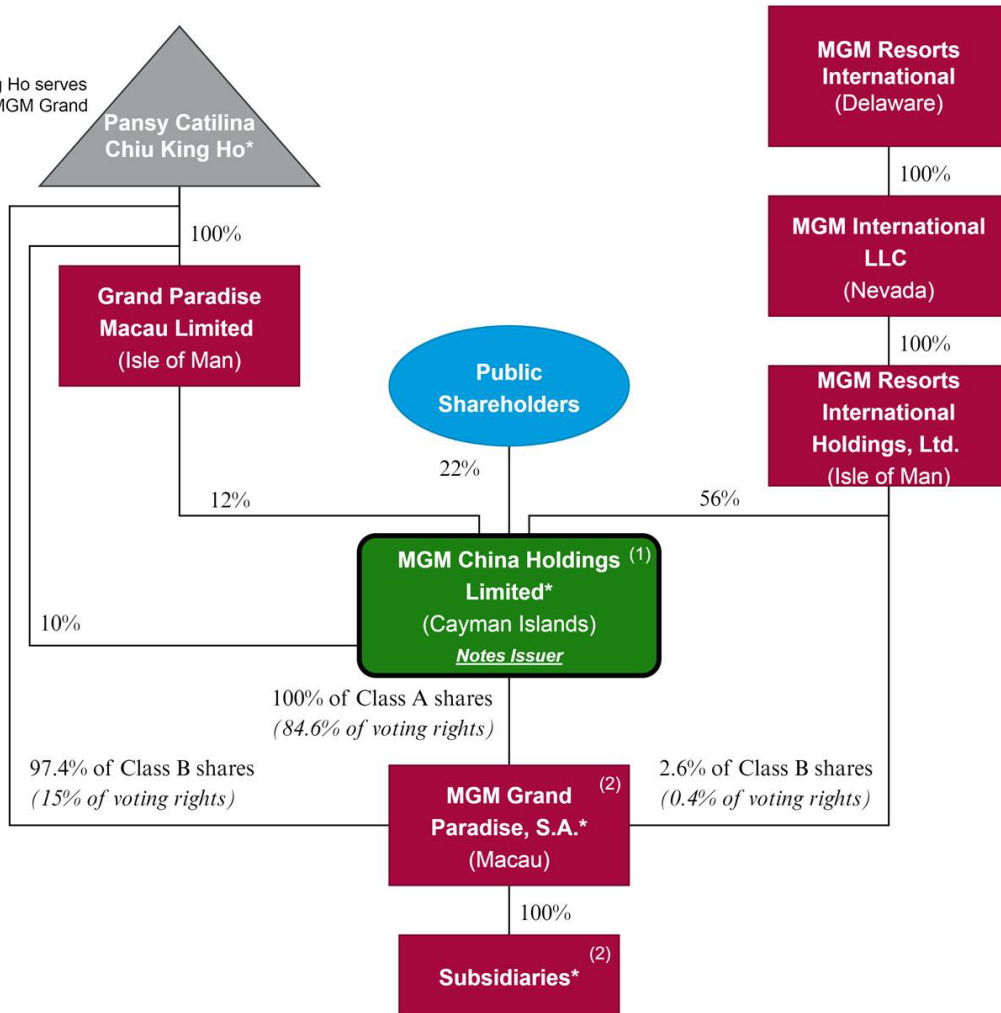 Ho serves
MGM Grand
Pansy Catilina
Chiu King Ho*
MGM Resorts
International
(Delaware)
100%
100%
MGM International
LLC
(Nevada)
Grand Paradise
Macau Limited
(Isle of Man)
100%
Public
Shareholders
MGM Resorts
International
Holdings, Ltd.
(Isle of Man)
22%
12%
56%
MGM China Holdings (1)
Limited*
(Cayman Islands)
Notes Issuer
10%
100% of Class A shares
(84.6% of voting rights)
97.4% of Class B shares
(15% of voting rights)
2.6% of Class B shares
(0.4% of voting rights)
MGM Grand (2)
Paradise, S.A.*
(Macau)
100%
Subsidiaries* (2)